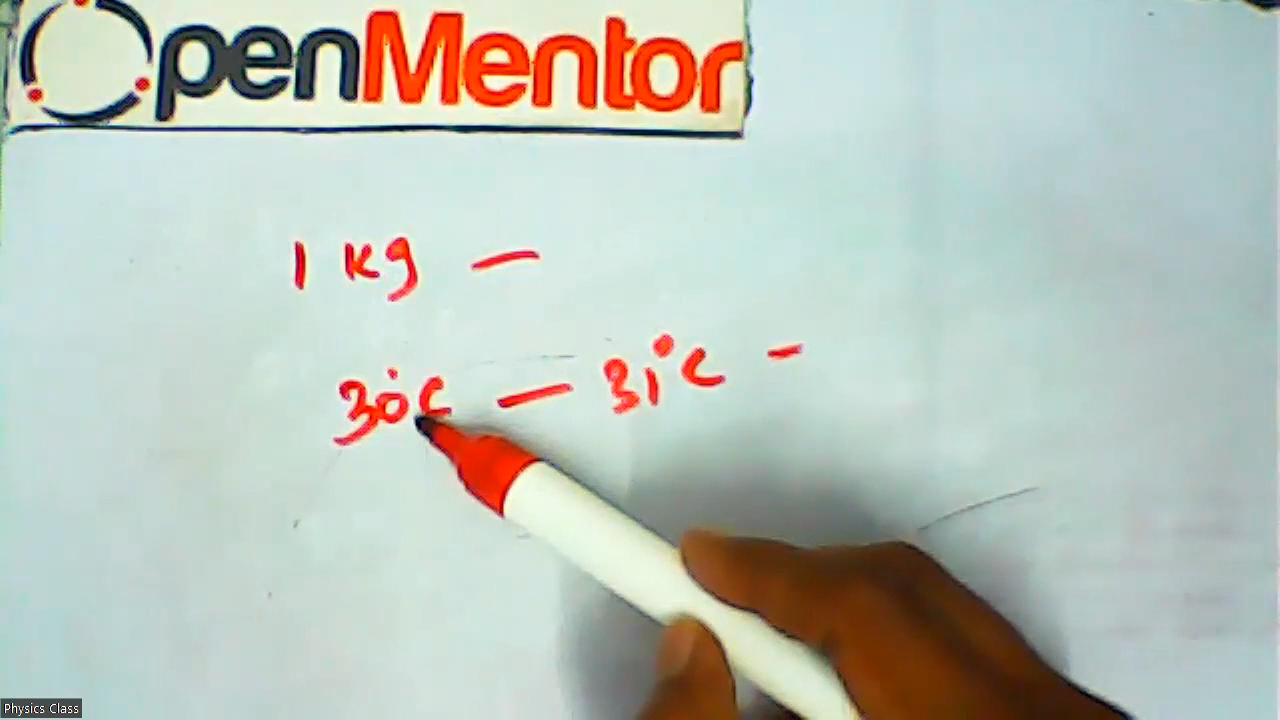 OpenMentor
1 kg -
30°C - 31°C -
Physics Class